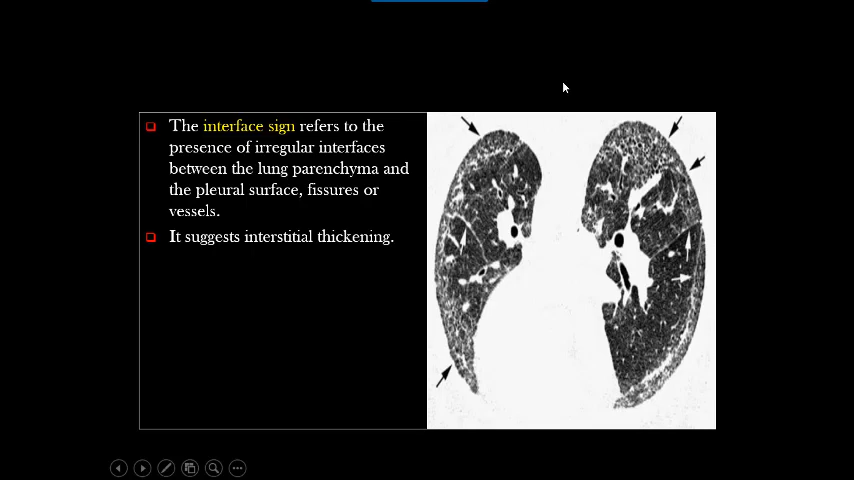 The interface sign refers to the
presence of irregular interfaces
between the lung parenchyma and
the pleural surface, fissures or
vessels.
It suggests interstitial thickening.